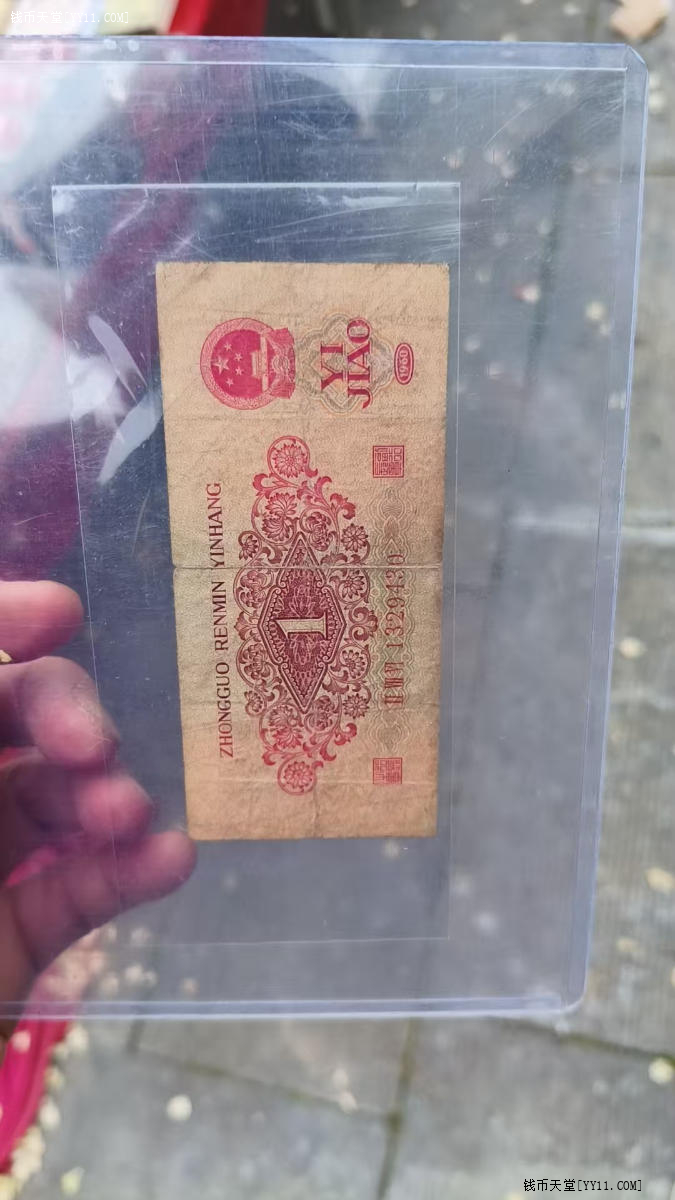 钱币天堂[YY11.COM]
YI
JIAO
1960
ZHONGGUO RENMIN YINHANG
1
1329430
钱币天堂[YY11.COM]